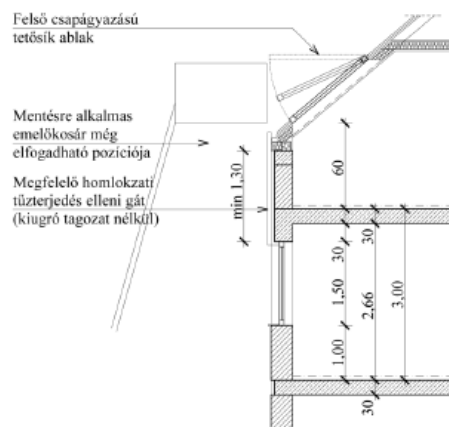 Felső csapágyazású
tetősík ablak
Mentésre alkalmas
emelőkosár még
elfogadható pozíciója
Megfelelő homlokzati
tűzterjedés elleni gát
(kiugró tagozat nélkül)
min 1,30
60
30
30
1,50
2,66
3,00
1,00
30